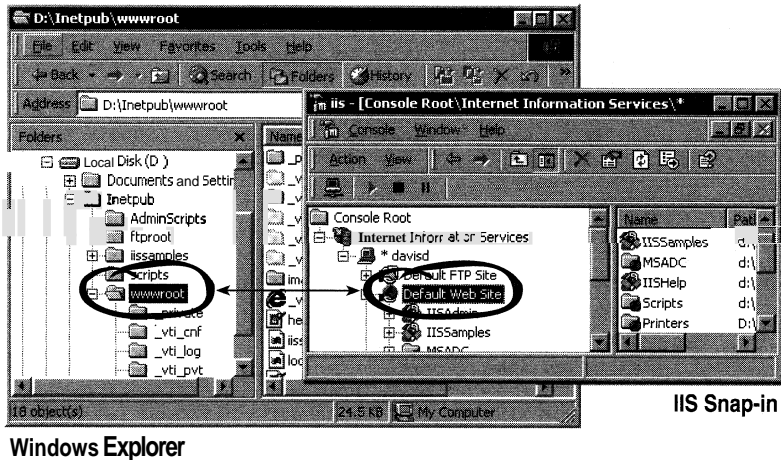 D:\Inetpub\wwwroot
File Edit View Favorites Tools Help
Back Search Folders History
Address D:\Inetpub\wwwroot
Folders
Local Disk (D )
Documents and Settir
Inetpub
AdminScripts
ftproot
iissamples
Scripts
wwwroot
_private
_vti_cnf
_vti_log
_vti_pvt
Name
18 object(s) 24.5 KB My Computer
iis - [Console Root\Internet Information Services\*
Console Window Help
Action View
Console Root
Internet Services
* davisd
Default FTP Site
Default Web Site
IISAdmin
IISSamples
MSADC
Name Patl
IISSamples d:\
MSADC d:\
IISHelp d:\
Scripts d:\
Printers D:\
IIS Snap-in
Windows Explorer